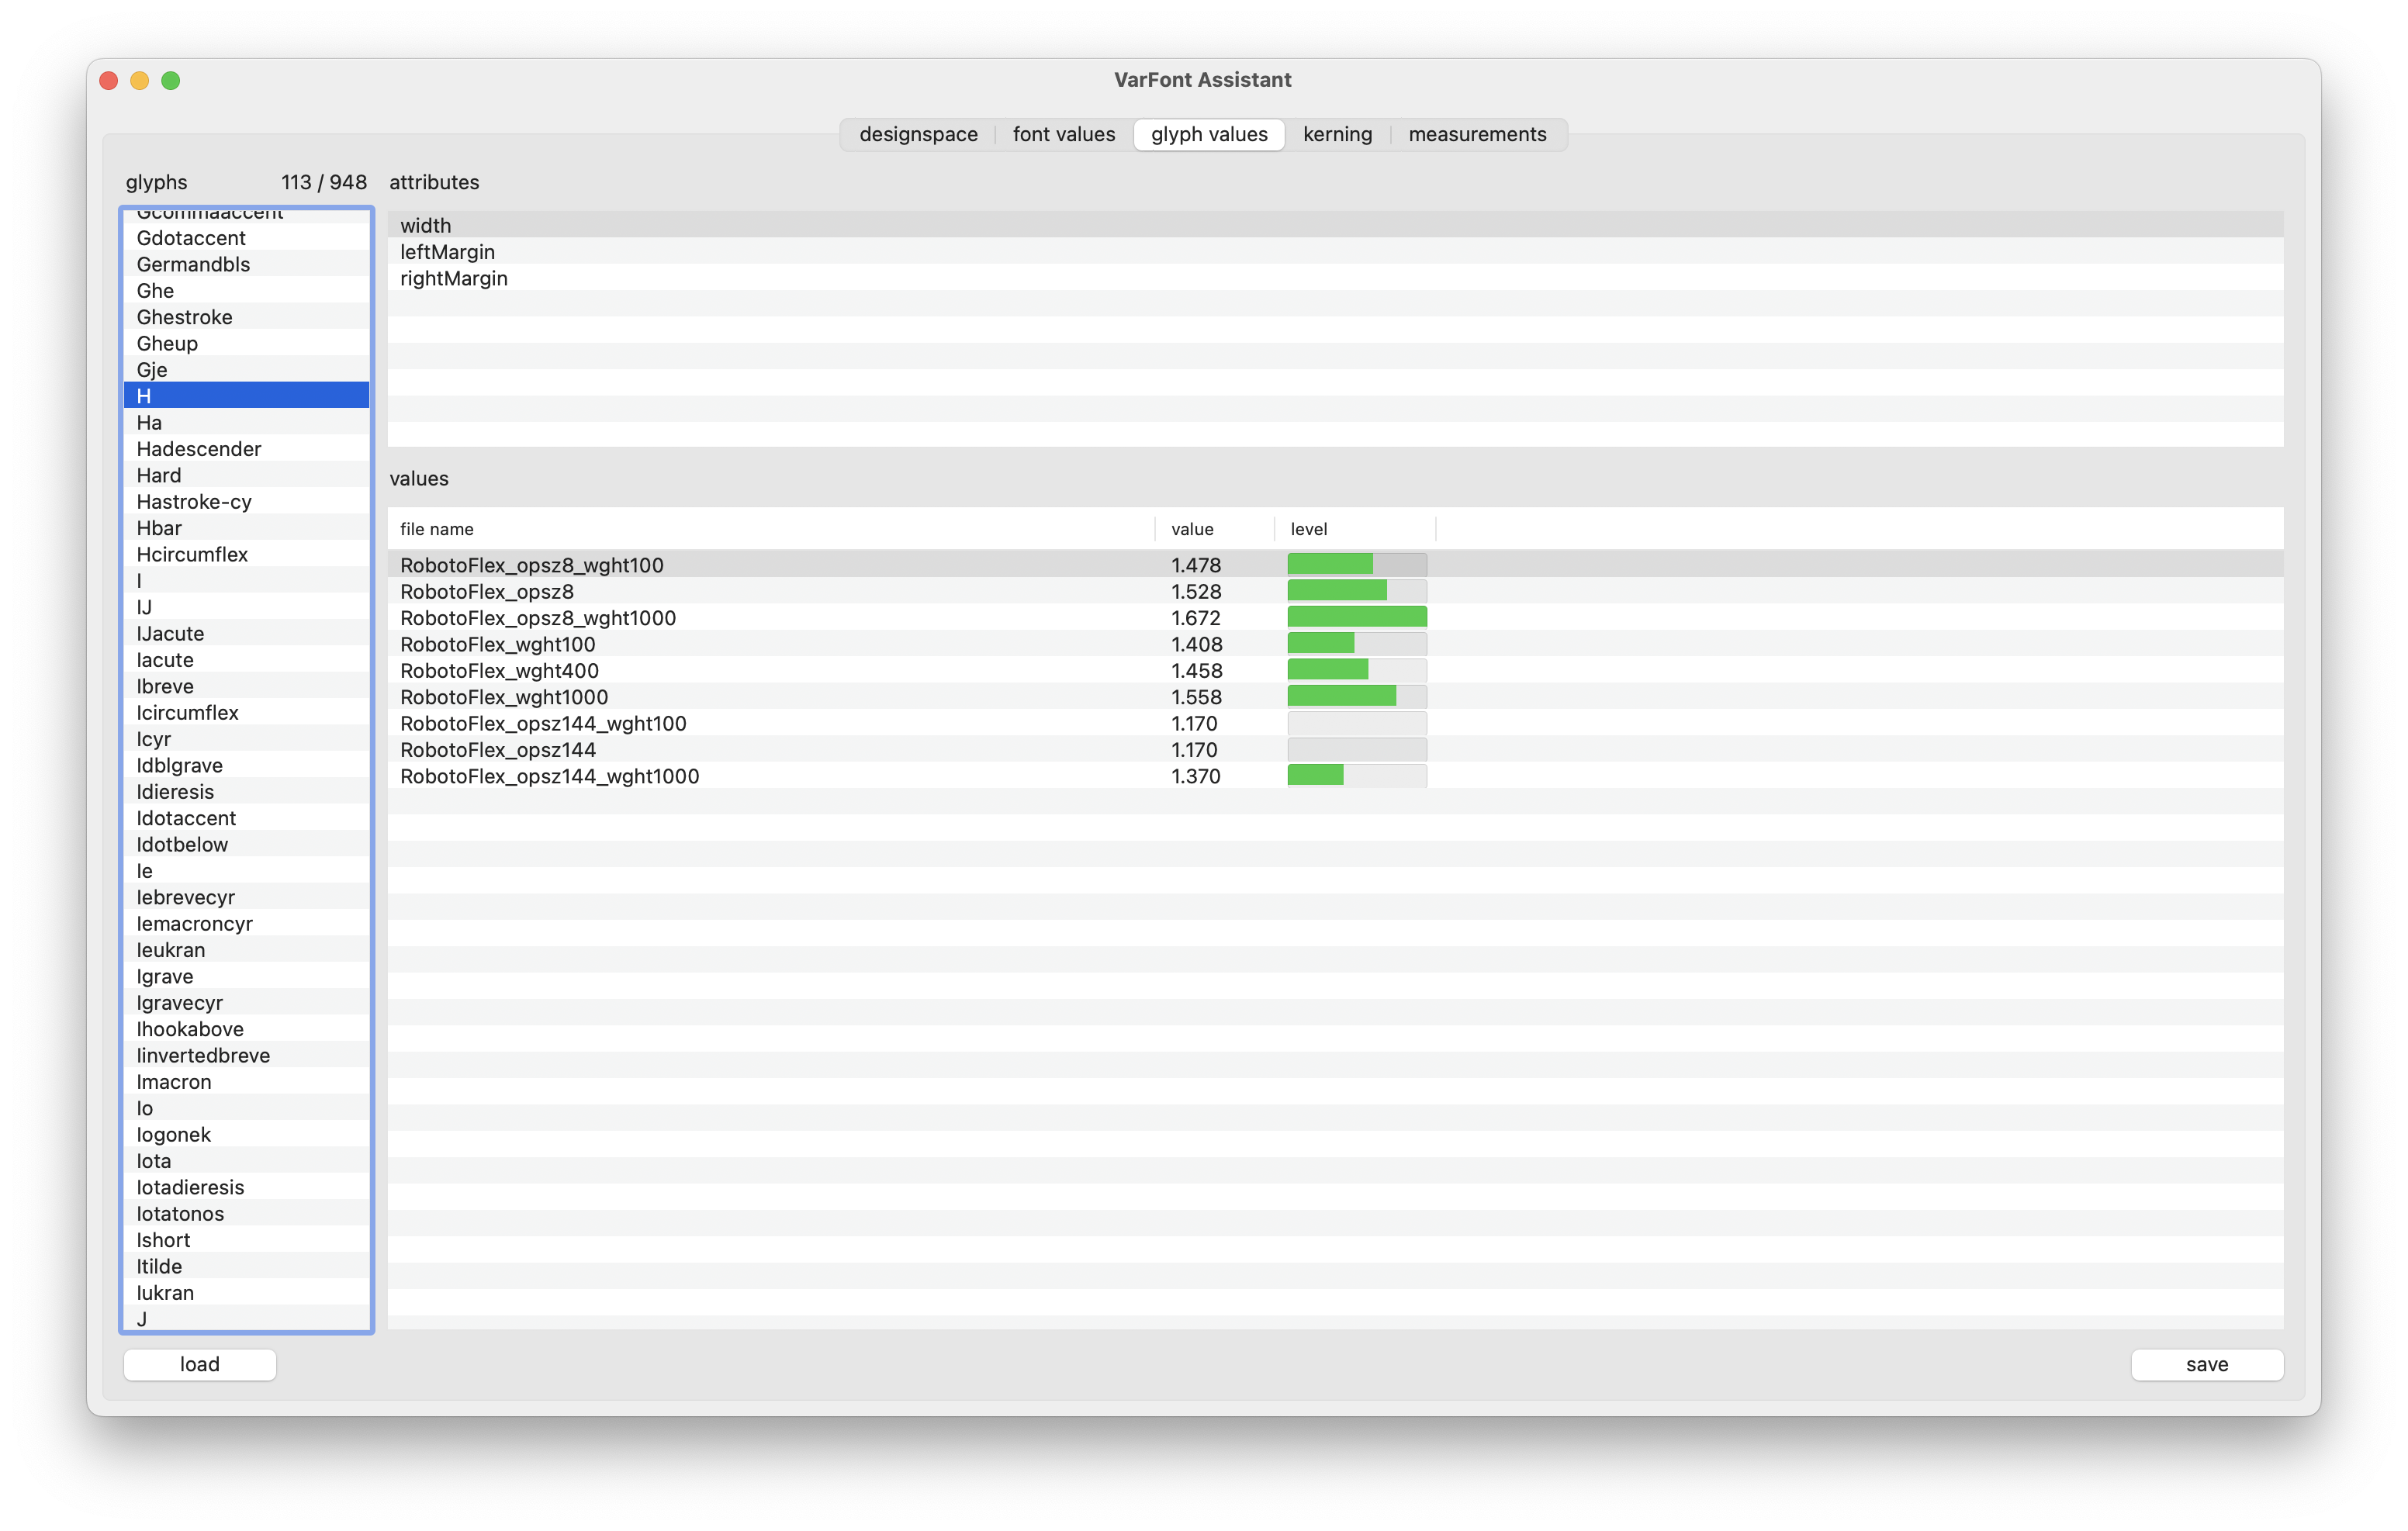 VarFont Assistant
designspace font values glyph values kerning measurements
glyphs 113 / 948 attributes
Gcommaaccent
Gdotaccent
Germandbls
Ghe
Ghestroke
Gheup
Gje
H
Ha
Hadescender
Hard
Hastroke-cy
Hbar
Hcircumflex
I
IJ
IJacute
Iacute
Ibreve
Icircumflex
Icyr
Idblgrave
Idieresis
Idotaccent
Idotbelow
Ie
Iebrevecyr
Iemacroncyr
Ieukran
Igrave
Igravecyr
Ihookabove
Iinvertedbreve
Imacron
Io
Iogonek
Iota
Iotadieresis
Iotatonos
Ishort
Itilde
Iukran
J
width
leftMargin
rightMargin
values
file name value level
RobotoFlex_opsz8_wght100 1.478
RobotoFlex_opsz8 1.528
RobotoFlex_opsz8_wght1000 1.672
RobotoFlex_wght100 1.408
RobotoFlex_wght400 1.458
RobotoFlex_wght1000 1.558
RobotoFlex_opsz144_wght100 1.170
RobotoFlex_opsz144 1.170
RobotoFlex_opsz144_wght1000 1.370
load save